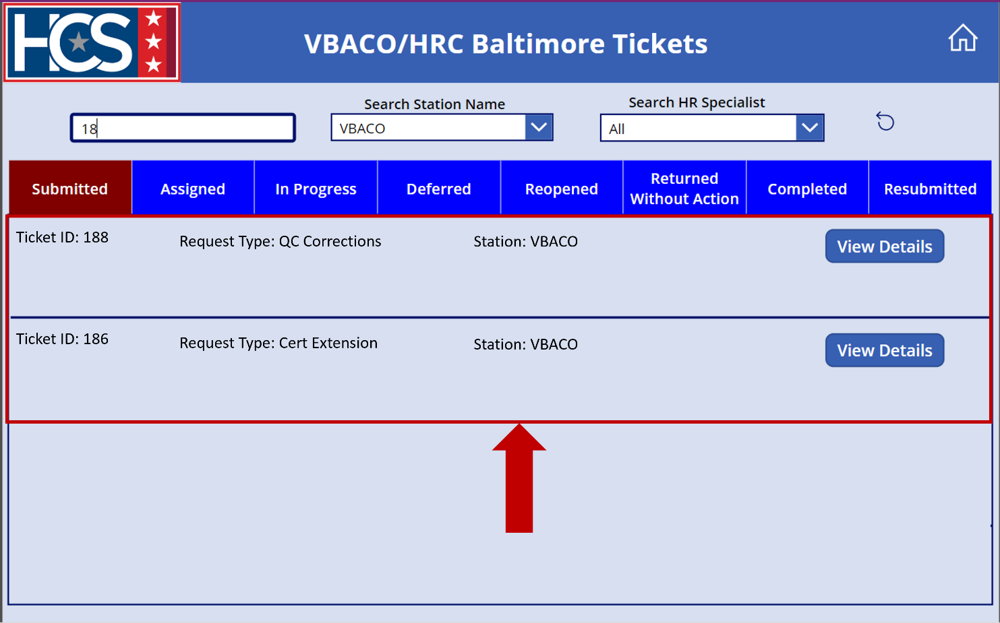 HCS
VBACO/HRC Baltimore Tickets
Search Station Name
Search HR Specialist
18
VBACO
All
Submitted
Assigned
In Progress
Deferred
Reopened
Returned
Without Action
Completed
Resubmitted
Ticket ID: 188
Request Type: QC Corrections
Station: VBACO
View Details
Ticket ID: 186
Request Type: Cert Extension
Station: VBACO
View Details